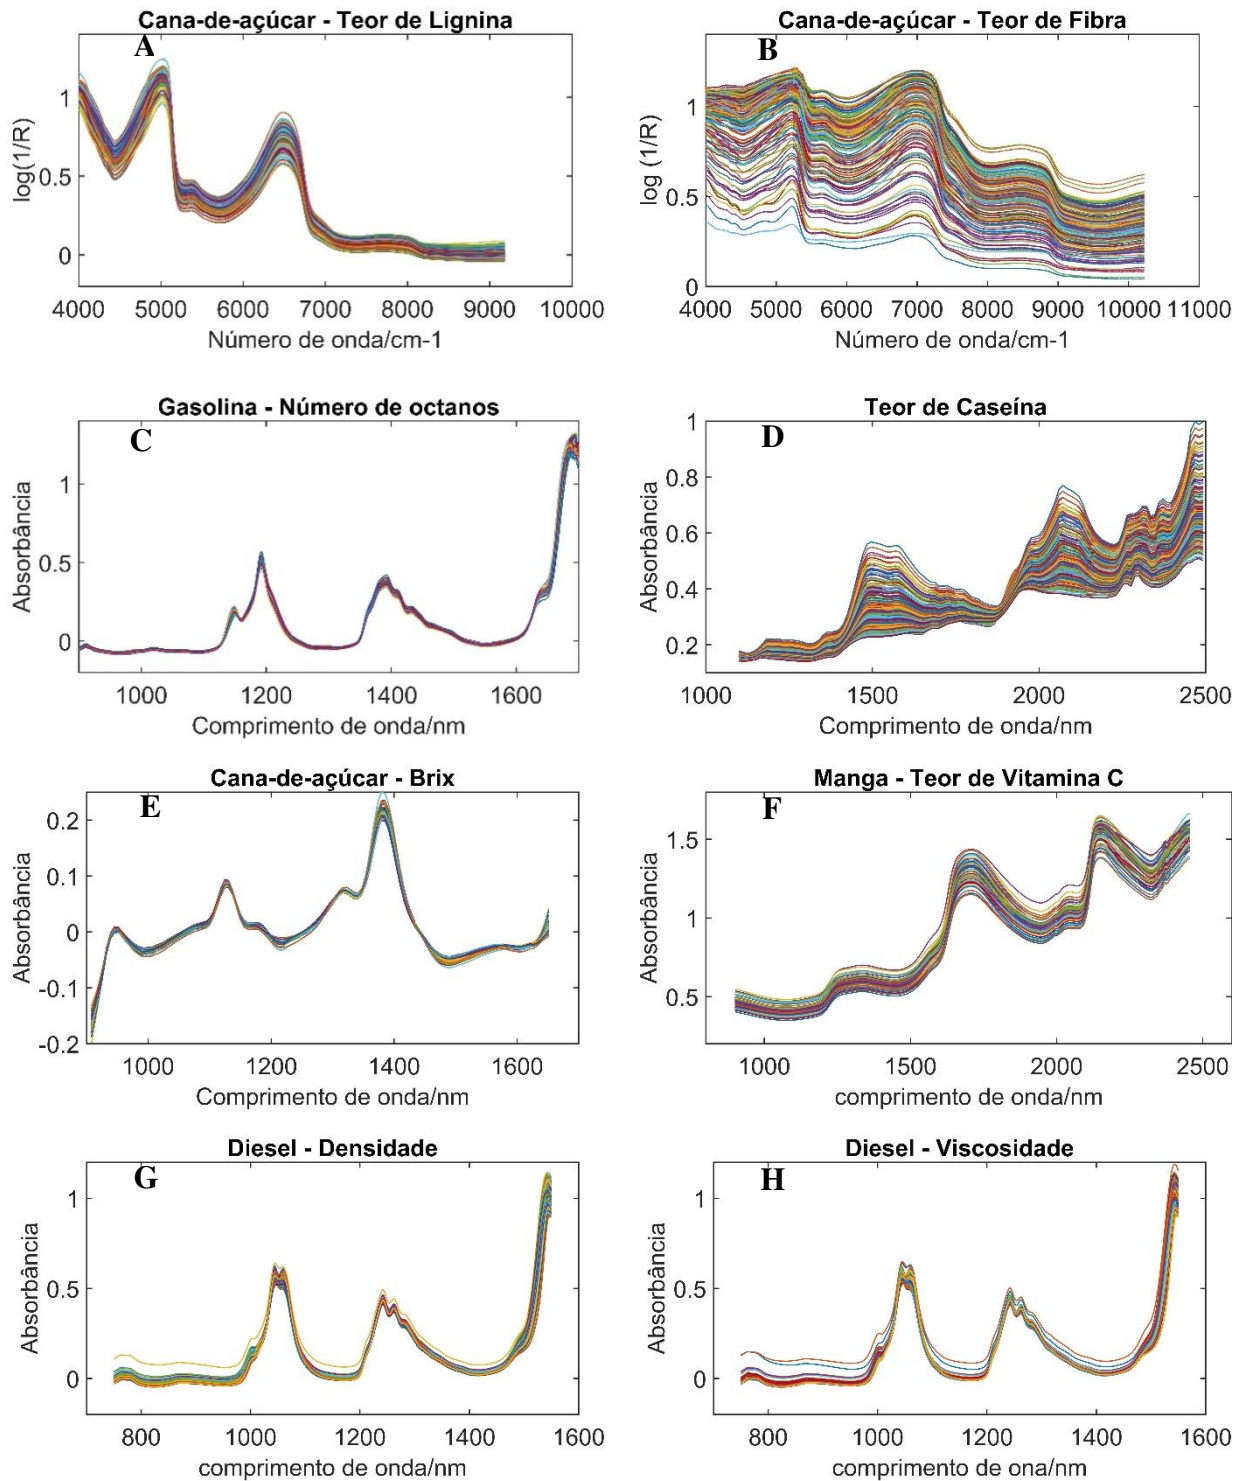 Cana-de-açúcar - Teor de Lignina
A
log(1/R)
1
0.5
0
4000 5000 6000 7000 8000 9000 10000
Número de onda/cm-1
Cana-de-açúcar - Teor de Fibra
B
log (1/R)
1
0.5
0
4000 5000 6000 7000 8000 9000 10000 11000
Número de onda/cm-1
Gasolina - Número de octanos
C
Absorbância
1
0.5
0
1000 1200 1400 1600
Comprimento de onda/nm
Teor de Caseína
D
Absorbância
1
0.8
0.6
0.4
0.2
1000 1500 2000 2500
Comprimento de onda/nm
Cana-de-açúcar - Brix
E
Absorbância
0.2
0.1
0
-0.1
-0.2
1000 1200 1400 1600
Comprimento de onda/nm
Manga - Teor de Vitamina C
F
Absorbância
1.5
1
0.5
1000 1500 2000 2500
comprimento de onda/nm
Diesel - Densidade
G
Absorbância
1
0.5
0
800 1000 1200 1400 1600
comprimento de onda/nm
Diesel - Viscosidade
H
Absorbância
1
0.5
0
800 1000 1200 1400 1600
comprimento de ona/nm